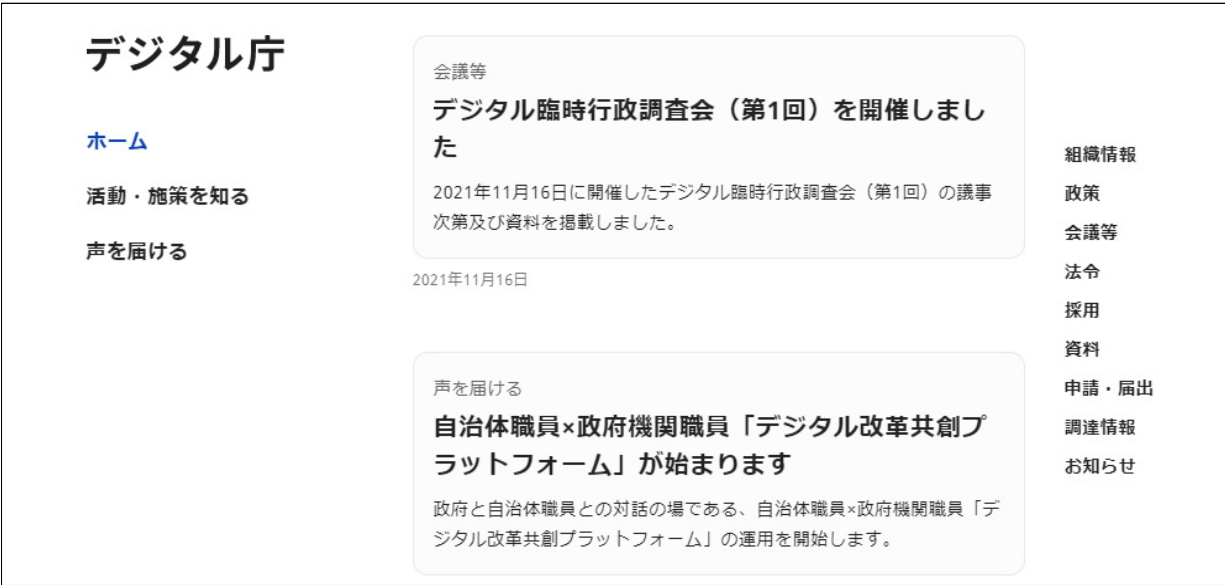 デジタル庁
ホーム
活動・施策を知る
声を届ける
会議等
デジタル臨時行政調査会（第1回）を開催しまし
た
2021年11月16日に開催したデジタル臨時行政調査会（第1回）の議事
次第及び資料を掲載しました。
2021年11月16日
声を届ける
自治体職員×政府機関職員「デジタル改革共創プ
ラットフォーム」が始まります
政府と自治体職員との対話の場である、自治体職員×政府機関職員「デ
ジタル改革共創プラットフォーム」の運用を開始します。
組織情報
政策
会議等
法令
採用
資料
申請・届出
調達情報
お知らせ